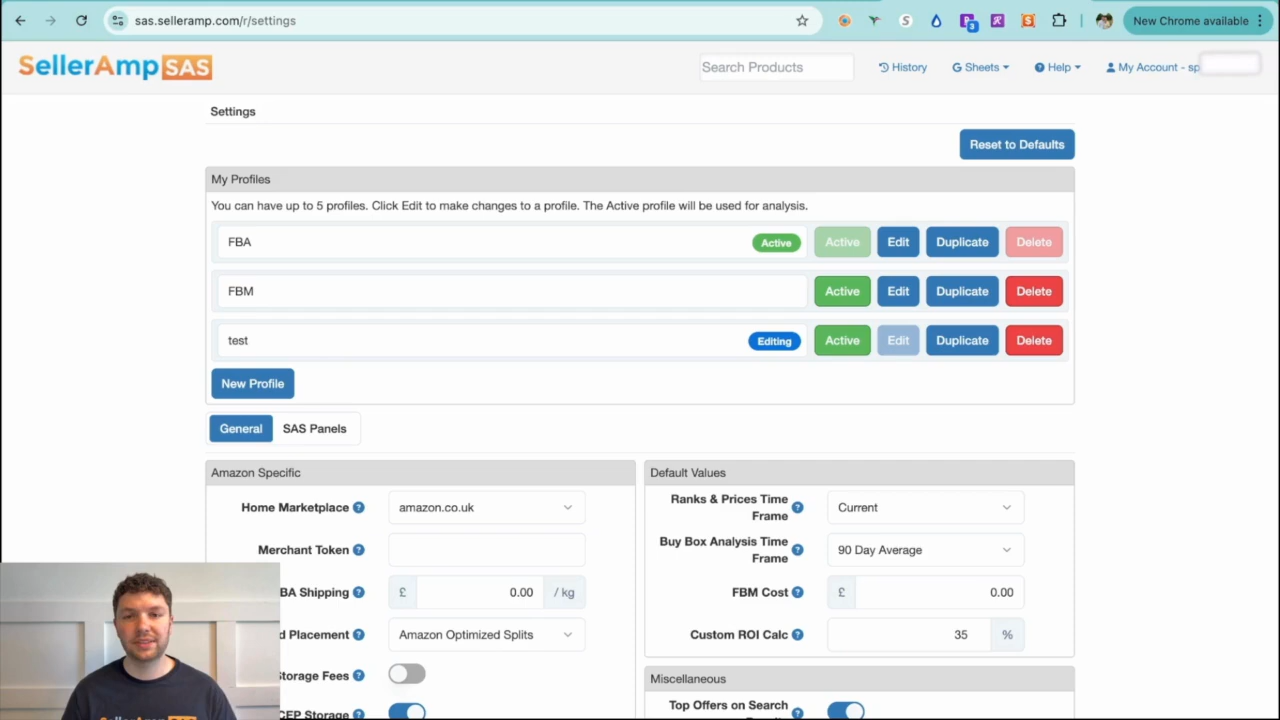 sas.selleramp.com/r/settings
3
New Chrome available
SellerAmp SAS
Search Products
History
Sheets
Help
My Account - sp
Settings
Reset to Defaults
My Profiles
You can have up to 5 profiles. Click Edit to make changes to a profile. The Active profile will be used for analysis.
FBA Active Active Edit Duplicate Delete
FBM Active Edit Duplicate Delete
test Editing Active Edit Duplicate Delete
New Profile
General SAS Panels
Amazon Specific
Home Marketplace ? amazon.co.uk
Merchant Token ?
BA Shipping ? £ 0.00 / kg
d Placement ? Amazon Optimized Splits
Storage Fees ?
CEP Storage ?
Default Values
Ranks & Prices Time
Frame ? Current
Buy Box Analysis Time
Frame ? 90 Day Average
FBM Cost ? £ 0.00
Custom ROI Calc ? 35 %
Miscellaneous
Top Offers on Search
SellerAmp SAS